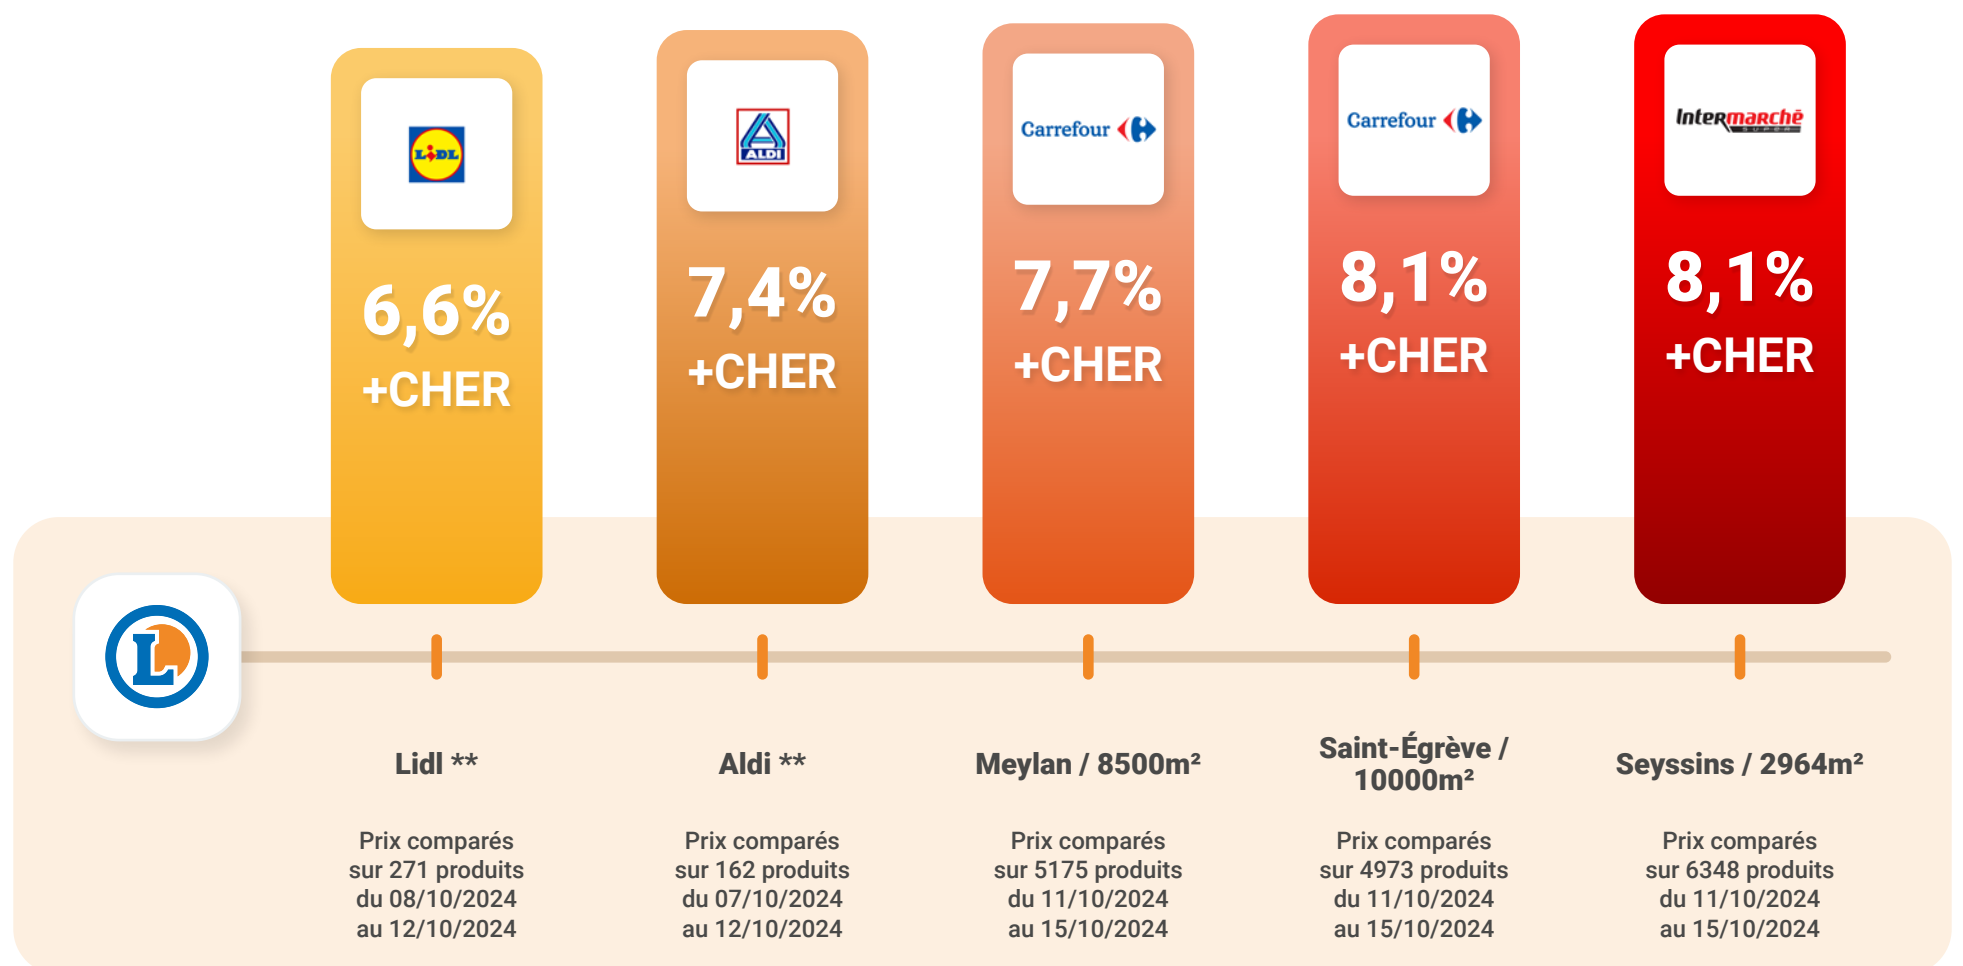 LIDL
6,6%
+CHER
ALDI
7,4%
+CHER
Carrefour
7,7%
+CHER
Carrefour
8,1%
+CHER
Intermarchē
SUPER
8,1%
+CHER
L
Lidl **
Prix comparés
sur 271 produits
du 08/10/2024
au 12/10/2024
Aldi **
Prix comparés
sur 162 produits
du 07/10/2024
au 12/10/2024
Meylan / 8500m²
Prix comparés
sur 5175 produits
du 11/10/2024
au 15/10/2024
Saint-Égrève /
10000m²
Prix comparés
sur 4973 produits
du 11/10/2024
au 15/10/2024
Seyssins / 2964m²
Prix comparés
sur 6348 produits
du 11/10/2024
au 15/10/2024